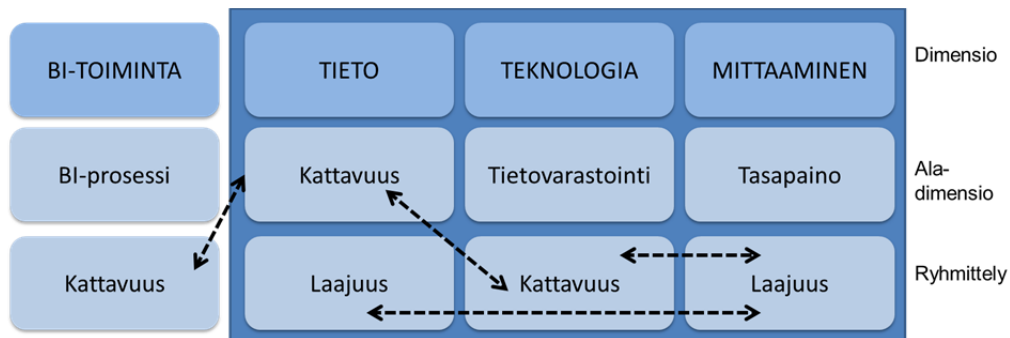 BI-TOIMINTA
TIETO
TEKNOLOGIA
MITTAAMINEN
Dimensio
BI-prosessi
Kattavuus
Tietovarastointi
Tasapaino
Ala-
dimensio
Kattavuus
Laajuus
Kattavuus
Laajuus
Ryhmittely